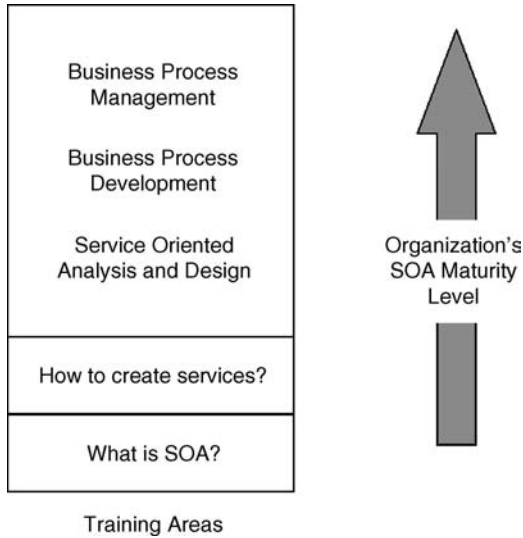 Business Process
Management
Business Process
Development
Service Oriented
Analysis and Design
How to create services?
What is SOA?
Training Areas
Organization's
SOA Maturity
Level